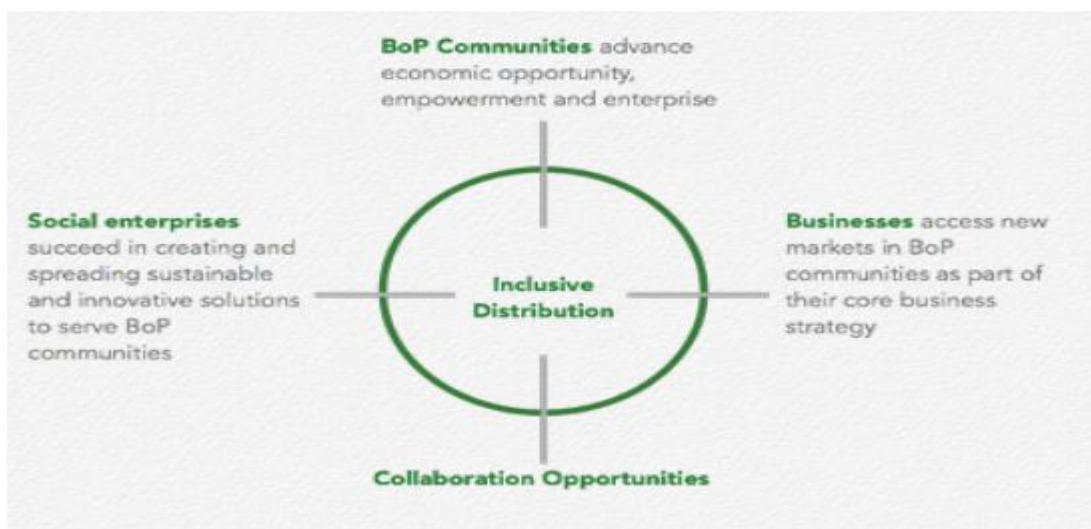 BoP Communities advance
economic opportunity,
empowerment and enterprise
Social enterprises
succeed in creating and
spreading sustainable
and innovative solutions
to serve BoP
communities
Inclusive
Distribution
Businesses access new
markets in BoP
communities as part of
their core business
strategy
Collaboration Opportunities